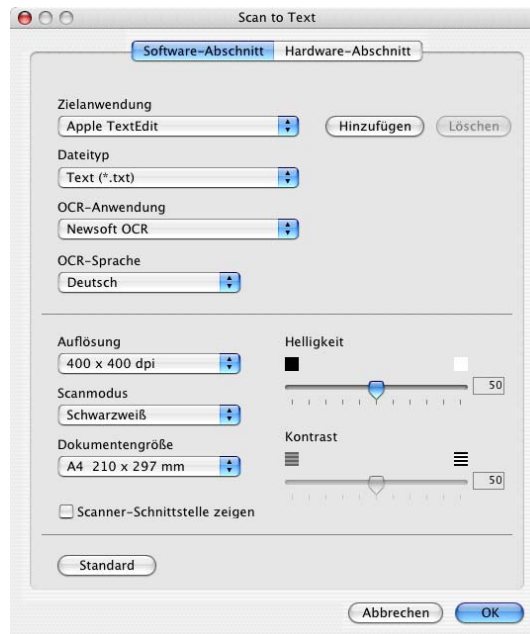 Scan to Text
Software-Abschnitt Hardware-Abschnitt
Zielanwendung
Apple TextEdit Hinzufügen Löschen
Dateityp
Text (*.txt)
OCR-Anwendung
Newsoft OCR
OCR-Sprache
Deutsch
Auflösung Helligkeit
400 x 400 dpi
50
Scanmodus
Schwarzweiß
Dokumentengröße Kontrast
A4 210 x 297 mm
50
Scanner-Schnittstelle zeigen
Standard
Abbrechen OK